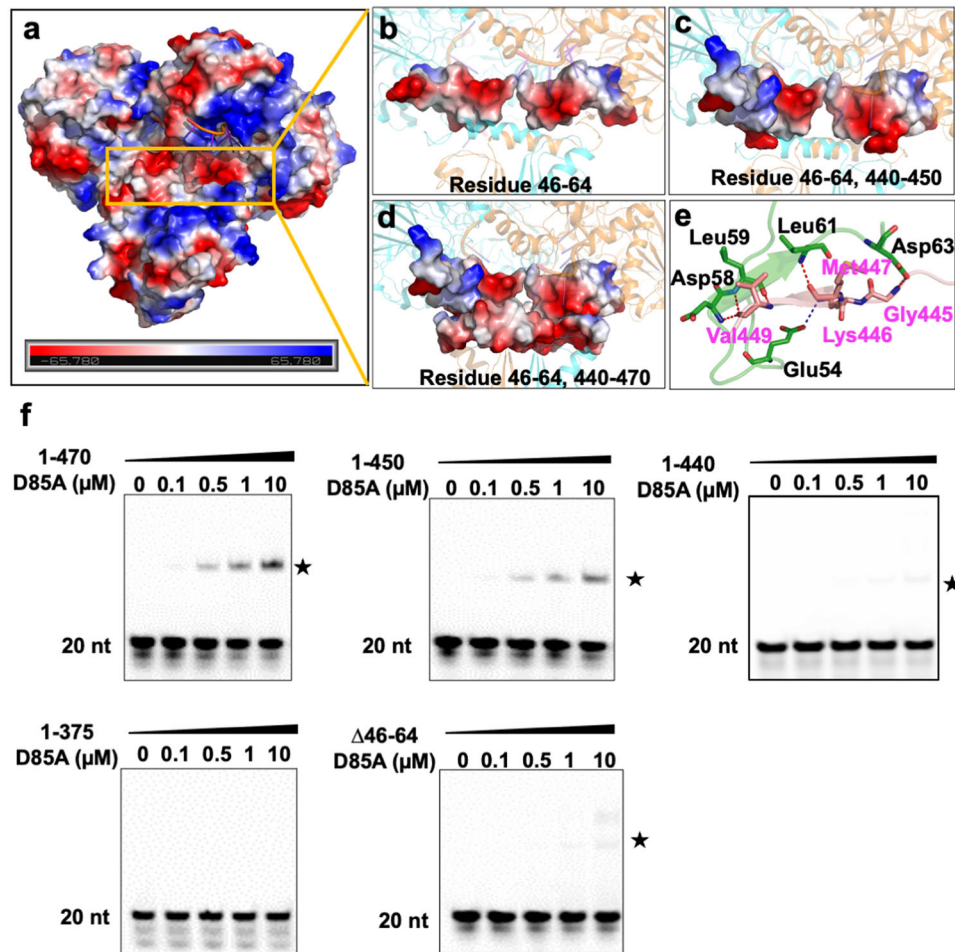 a
-65.780 65.780
b
Residue 46-64
c
Residue 46-64, 440-450
d
Residue 46-64, 440-470
e
Leu61
Leu59
Asp63
Met447
Asp58
Gly445
Val449
Lys446
Glu54
f
1-470
D85A (μM) 0 0.1 0.5 1 10
★
20 nt
1-450
D85A (μM) 0 0.1 0.5 1 10
★
20 nt
1-440
D85A (μM) 0 0.1 0.5 1 10
★
20 nt
1-375
D85A (μM) 0 0.1 0.5 1 10
20 nt
Δ46-64
D85A (μM) 0 0.1 0.5 1 10
★
20 nt